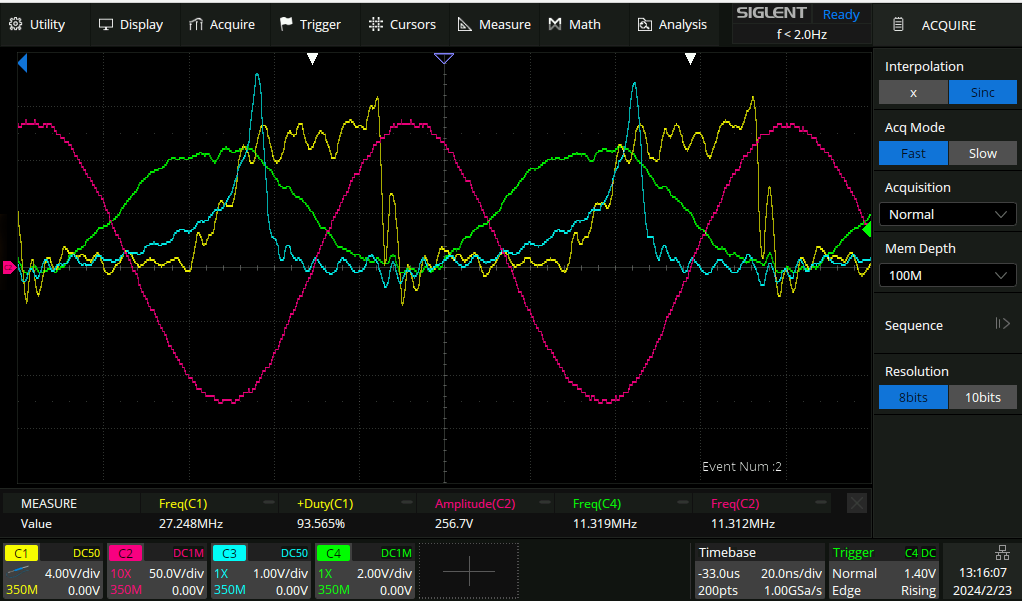 Utility Display Acquire Trigger Cursors Measure Math Analysis SIGLENT Ready ACQUIRE
f < 2.0Hz
Interpolation
x Sinc
Acq Mode
Fast Slow
Acquisition
Normal
Mem Depth
100M
Sequence
Resolution
8bits 10bits
Event Num :2
MEASURE Freq(C1) +Duty(C1) Amplitude(C2) Freq(C4) Freq(C2)
Value 27.248MHz 93.565% 256.7V 11.319MHz 11.312MHz
C1 DC50 C2 DC1M C3 DC50 C4 DC1M Timebase Trigger C4 DC
4.00V/div 10X 50.0V/div 1X 1.00V/div 1X 2.00V/div -33.0us 20.0ns/div Normal 1.40V 13:16:07
350M 0.00V 350M 0.00V 350M 0.00V 350M 0.00V 200pts 1.00GSa/s Edge Rising 2024/2/23